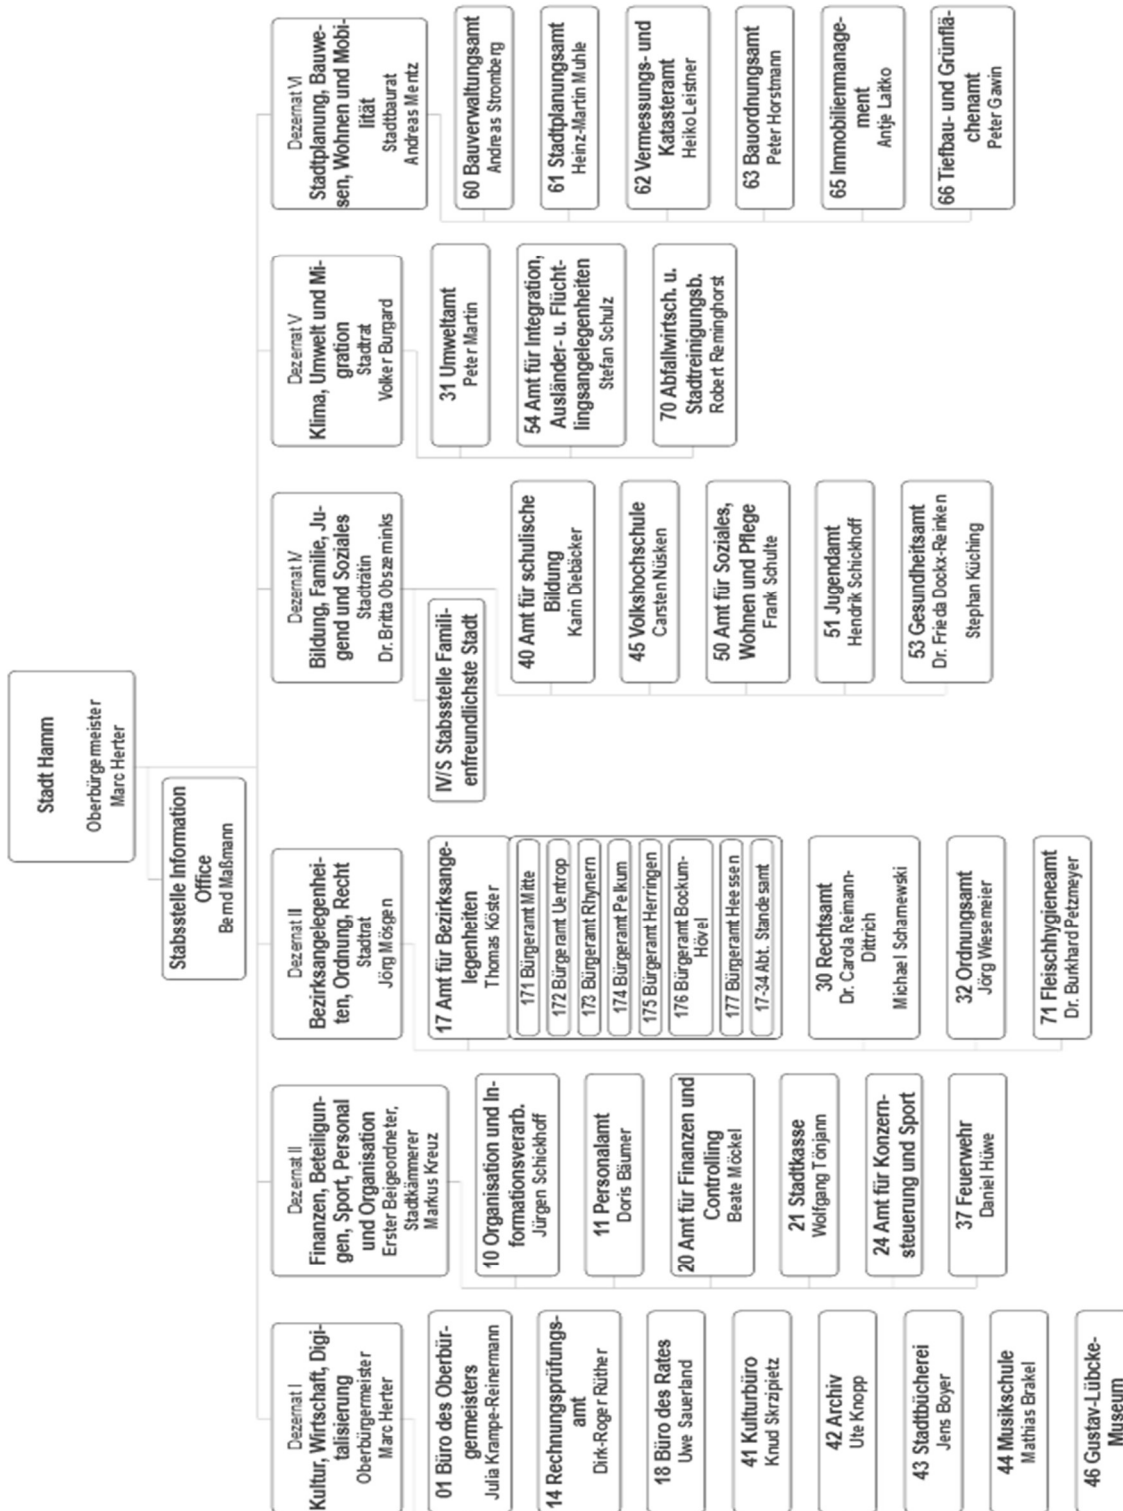 Stadt Hamm
Oberbürgermeister
Marc Herter
Stabsstelle Information
Office
Bernd Maßmann
Dezernat I
Kultur, Wirtschaft, Digi-
talisierung
Oberbürgermeister
Marc Herter
01 Büro des Oberbür-
germeisters
Julia Krampe-Reinermann
14 Rechnungsprüfungs-
amt
Dirk-Roger Rüther
18 Büro des Rates
Uwe Sauerland
41 Kulturbüro
Knud Skrzipietz
42 Archiv
Ute Knopp
43 Stadtbücherei
Jens Boyer
44 Musikschule
Mathias Brakel
46 Gustav-Lübcke-
Museum
Dezernat II
Finanzen, Beteiligun-
gen, Sport, Personal
und Organisation
Erster Beigeordneter,
Stadtkämmerer
Markus Kreuz
10 Organisation und In-
formationsverarb.
Jürgen Schickhoff
11 Personalamt
Doris Bäumer
20 Amt für Finanzen und
Controlling
Beate Möckel
21 Stadtkasse
Wolfgang Tönjann
24 Amt für Konzern-
steuerung und Sport
37 Feuerwehr
Daniel Hüwe
Dezernat III
Bezirksangelegenhei-
ten, Ordnung, Recht
Stadtrat
Jörg Mösgen
17 Amt für Bezirksange-
legenheiten
Thomas Köster
171 Bürgeramt Mitte
172 Bürgeramt Uentrop
173 Bürgeramt Rhynern
174 Bürgeramt Pelkum
175 Bürgeramt Herringen
176 Bürgeramt Bockum-
Hövel
177 Bürgeramt Heessen
17-34 Abt. Standesamt
30 Rechtsamt
Dr. Carola Reimann-
Dittrich
Michael Scharnewski
32 Ordnungsamt
Jörg Wiesemeier
71 Fleischhygieneamt
Dr. Burkhard Petzmeyer
Dezernat IV
Bildung, Familie, Ju-
gend und Soziales
Stadträtin
Dr. Britta Obszerninks
IV/S Stabsstelle Famili-
enfreundlichste Stadt
40 Amt für schulische
Bildung
Karin Diebäcker
45 Volkshochschule
Carsten Nüsken
50 Amt für Soziales,
Wohnen und Pflege
Frank Schulte
51 Jugendamt
Hendrik Schickhoff
53 Gesundheitsamt
Dr. Frieda Dockx-Reinken
Stephan Küching
Dezernat V
Klima, Umwelt und Mi-
gration
Stadtrat
Volker Burgard
31 Umweltamt
Peter Martin
54 Amt für Integration,
Ausländer- u. Flücht-
lingsangelegenheiten
Stefan Schulz
70 Abfallwirtsch. u.
Stadtreinigungsb.
Robert Reminghorst
Dezernat VI
Stadtplanung, Bauwe-
sen, Wohnen und Mobi-
lität
Stadtbaurat
Andreas Mentz
60 Bauverwaltungsamt
Andreas Stromberg
61 Stadtplanungsamt
Heinz-Martin Muhle
62 Vermessungs- und
Katasteramt
Heiko Leistner
63 Bauordnungsamt
Peter Horstmann
65 Immobilienmanage-
ment
Antje Laitko
66 Tiefbau- und Grünflä-
chenamt
Peter Gawin